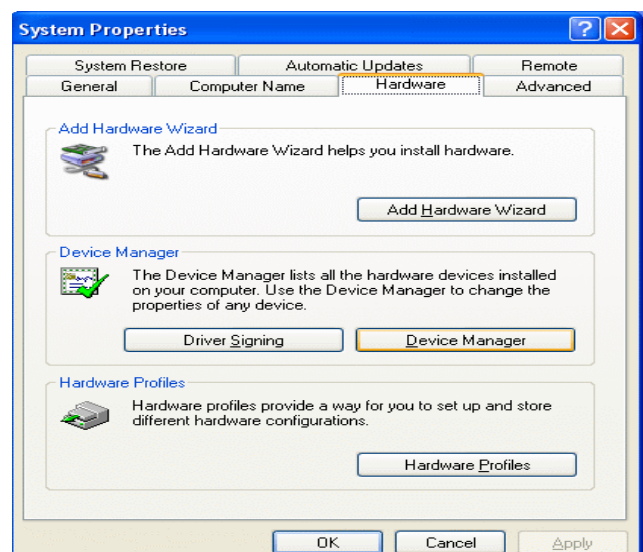 System Properties
System Restore Automatic Updates Remote
General Computer Name Hardware Advanced
Add Hardware Wizard
The Add Hardware Wizard helps you install hardware.
Add Hardware Wizard
Device Manager
The Device Manager lists all the hardware devices installed
on your computer. Use the Device Manager to change the
properties of any device.
Driver Signing Device Manager
Hardware Profiles
Hardware profiles provide a way for you to set up and store
different hardware configurations.
Hardware Profiles
OK Cancel Apply